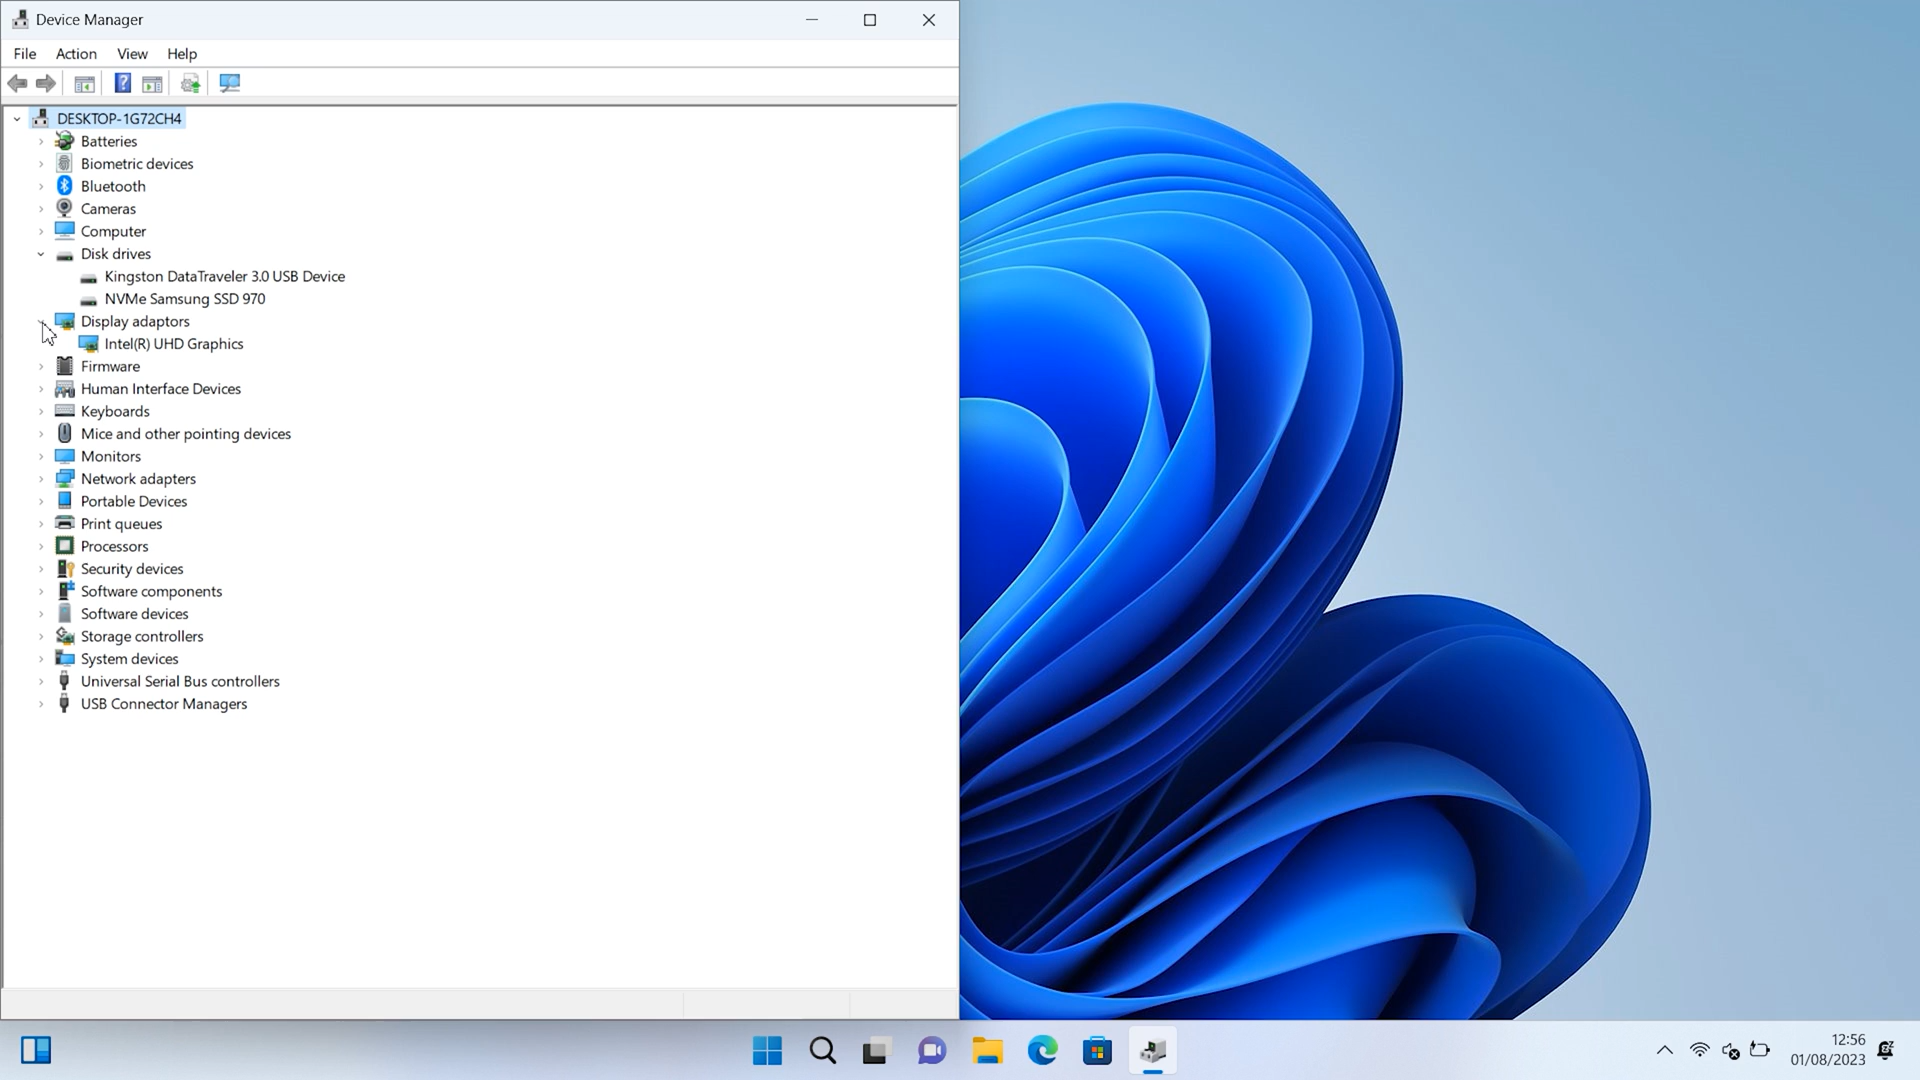 Device Manager
File Action View Help
DESKTOP-1G72CH4
Batteries
Biometric devices
Bluetooth
Cameras
Computer
Disk drives
Kingston DataTraveler 3.0 USB Device
NVMe Samsung SSD 970
Display adaptors
Intel(R) UHD Graphics
Firmware
Human Interface Devices
Keyboards
Mice and other pointing devices
Monitors
Network adapters
Portable Devices
Print queues
Processors
Security devices
Software components
Software devices
Storage controllers
System devices
Universal Serial Bus controllers
USB Connector Managers
12:56
01/08/2023